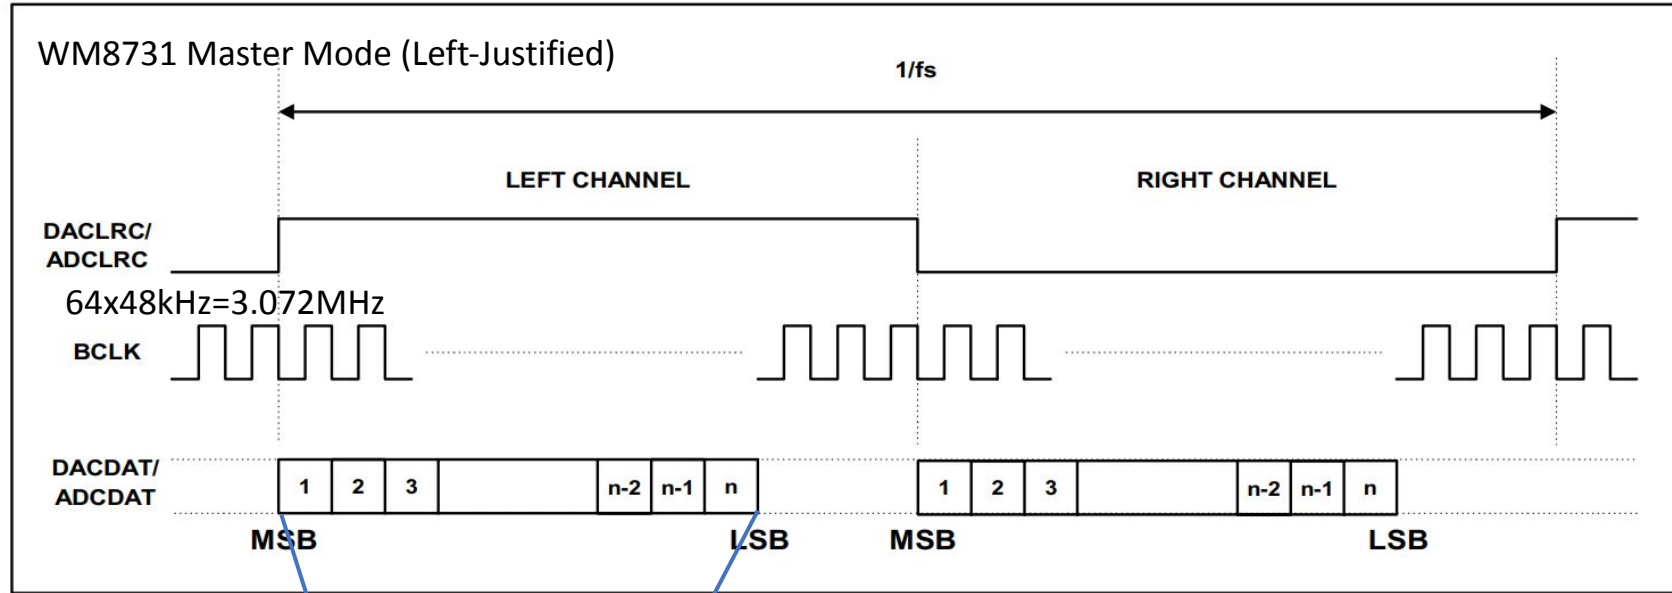 WM8731 Master Mode (Left-Justified)
1/fs
LEFT CHANNEL
RIGHT CHANNEL
DACLRC/
ADCLRC
64x48kHz=3.072MHz
BCLK
DACDAT/
ADCDAT
1 2 3 n-2 n-1 n
1 2 3 n-2 n-1 n
MSB LSB MSB LSB